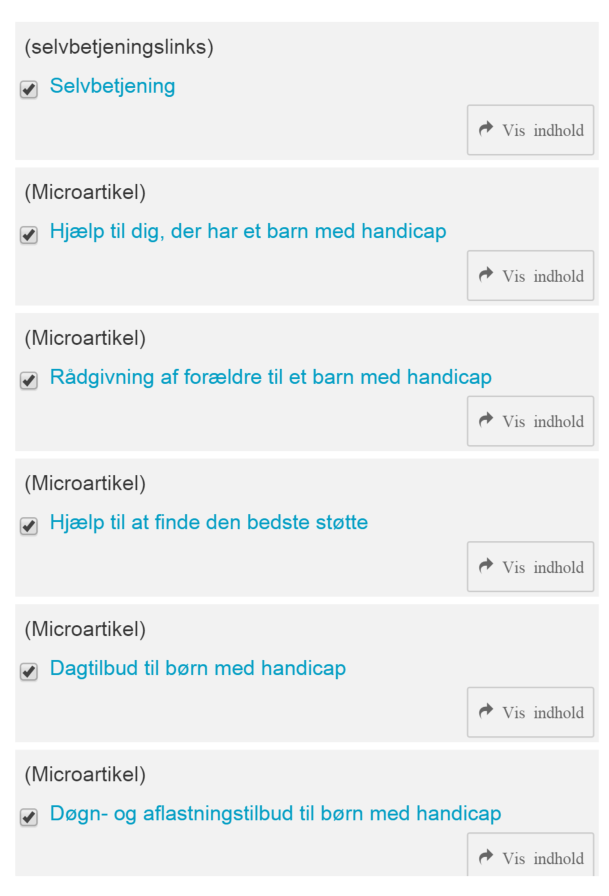 (selvbetjeningslinks)
Selvbetjening
Vis indhold
(Microartikel)
Hjælp til dig, der har et barn med handicap
Vis indhold
(Microartikel)
Rådgivning af forældre til et barn med handicap
Vis indhold
(Microartikel)
Hjælp til at finde den bedste støtte
Vis indhold
(Microartikel)
Dagtilbud til børn med handicap
Vis indhold
(Microartikel)
Døgn- og aflastningstilbud til børn med handicap
Vis indhold